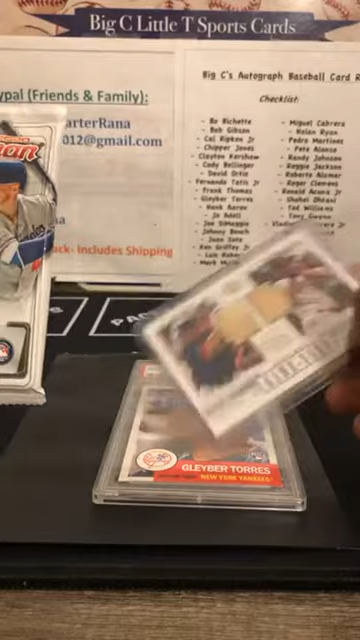 Big C Little T Sports Cards
ypal (Friends & Family):
arterRana
012@gmail.com
ack- Includes Shipping
Big C's Autograph Baseball Card R
Checklist:
- Bo Bichette
- Bob Gibson
- Cal Ripken Jr
- Chipper Jones
- Clayton Kershaw
- Cody Bellinger
- David Ortiz
- Fernando Tatis Jr
- Frank Thomas
- Gleyber Torres
- Hank Aaron
- Jo Adell
- Joe DiMaggio
- Johnny Bench
- Juan Soto
- Ken Griffey Jr
- Luis Rober
- Mark M
- Miguel Cabrera
- Nolan Ryan
- Pedro Martinez
- Pete Alonso
- Randy Johnson
- Reggie Jackson
- Roberto Alomar
- Roger Clemens
- Ronald Acuna Jr
- Shohei Ohtani
- Ted Williams
- Tony Gwynn
PAC
GLEYBER TORRES
NEW YORK YANKEES